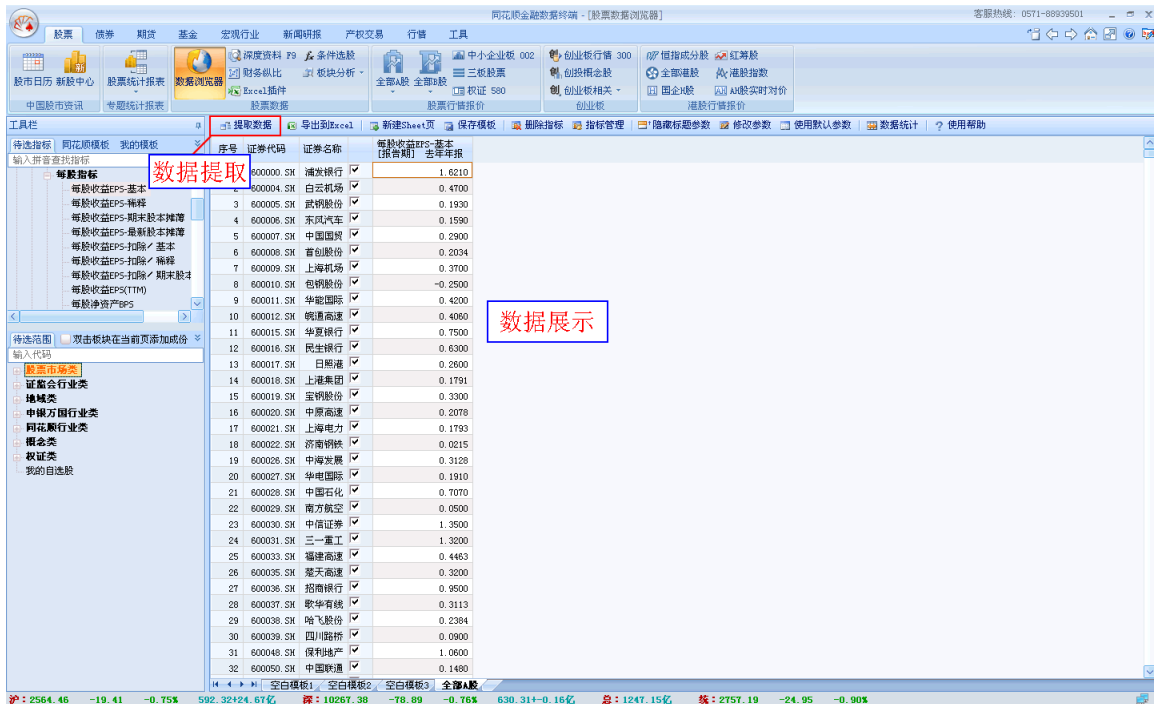 同花顺金融数据终端 - [股票数据浏览器]
客服热线: 0571-88939501
股票 债券 期货 基金 宏观行业 新闻研报 产权交易 行情 工具
深度资料 F9 条件选股 中小企业板 002 创业板行情 300 恒指成分股 红筹股
财务纵比 板块分析 三板股票 创投概念股 全部港股 港股指数
股市日历 新股中心 股票统计报表 数据浏览器 全部A股 全部B股
Excel插件 权证 580 创业板相关 国企H股 AH股实时对价
中国股市资讯 专题统计报表 股票数据 股票行情报价 创业板 港股行情报价
工具栏
提取数据 导出到Excel 新建Sheet页 保存模板 删除指标 指标管理 隐藏标题参数 修改参数 使用默认参数 数据统计 ? 使用帮助
待选指标 同花顺模板 我的模板
输入拼音查找指标
每股指标
每股收益EPS-基本
每股收益EPS-稀释
每股收益EPS-期末股本摊薄
每股收益EPS-最新股本摊薄
每股收益EPS-扣除/基本
每股收益EPS-扣除/稀释
每股收益EPS-扣除/期末股本
每股收益EPS(TTM)
每股净资产BPS
待选范围 双击板块在当前页添加成份
输入代码
股票市场类
证监会行业类
地域类
申银万国行业类
同花顺行业类
概念类
权证类
我的自选股
数据提取
数据展示
序号 证券代码 证券名称 每股收益EPS-基本
[报告期] 去年年报
600000.SH 浦发银行 1.6210
2 600004.SH 白云机场 0.4700
3 600005.SH 武钢股份 0.1930
4 600006.SH 东风汽车 0.1590
5 600007.SH 中国国贸 0.2900
6 600008.SH 首创股份 0.2034
7 600009.SH 上海机场 0.3700
8 600010.SH 包钢股份 -0.2500
9 600011.SH 华能国际 0.4200
10 600012.SH 皖通高速 0.4060
11 600015.SH 华夏银行 0.7500
12 600016.SH 民生银行 0.6300
13 600017.SH 日照港 0.2600
14 600018.SH 上港集团 0.1791
15 600019.SH 宝钢股份 0.3300
16 600020.SH 中原高速 0.2078
17 600021.SH 上海电力 0.1793
18 600022.SH 济南钢铁 0.0215
19 600026.SH 中海发展 0.3128
20 600027.SH 华电国际 0.1910
21 600028.SH 中国石化 0.7070
22 600029.SH 南方航空 0.0500
23 600030.SH 中信证券 1.3500
24 600031.SH 三一重工 1.3200
25 600033.SH 福建高速 0.4463
26 600035.SH 楚天高速 0.3200
27 600036.SH 招商银行 0.9500
28 600037.SH 歌华有线 0.3113
29 600038.SH 哈飞股份 0.2384
30 600039.SH 四川路桥 0.0900
31 600048.SH 保利地产 1.0600
32 600050.SH 中国联通 0.1480
空白模板1 空白模板2 空白模板3 全部A股
沪:2564.46 -19.41 -0.75% 592.32+24.67亿 深:10267.38 -78.89 -0.76% 630.31+-0.16亿 总:1247.15亿 统:2757.19 -24.95 -0.90%